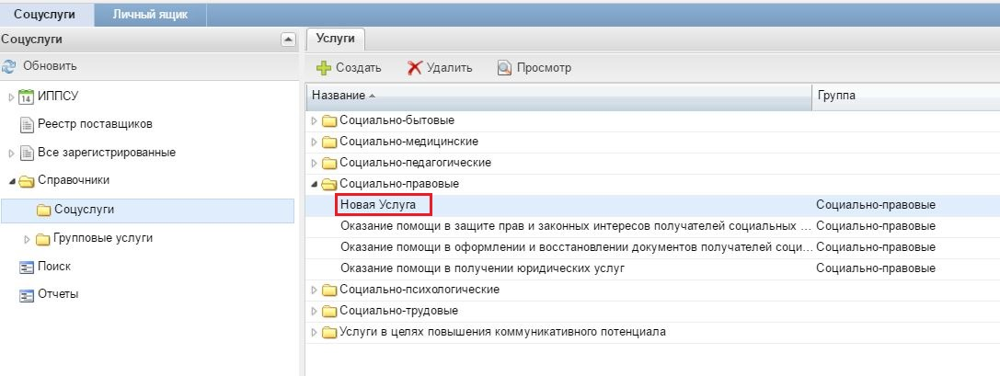 Соцуслуги Личный ящик
Соцуслуги
Обновить
14 ИППСУ
Реестр поставщиков
Все зарегистрированные
Справочники
Соцуслуги
Групповые услуги
Поиск
Отчеты
Услуги
Создать Удалить Просмотр
Название Группа
Социально-бытовые
Социально-медицинские
Социально-педагогические
Социально-правовые
Новая Услуга Социально-правовые
Оказание помощи в защите прав и законных интересов получателей социальных ... Социально-правовые
Оказание помощи в оформлении и восстановлении документов получателей соци... Социально-правовые
Оказание помощи в получении юридических услуг Социально-правовые
Социально-психологические
Социально-трудовые
Услуги в целях повышения коммуникативного потенциала